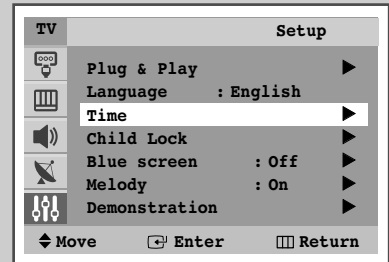 TV Setup
Plug & Play
Language : English
Time
Child Lock
Blue screen : Off
Melody : On
Demonstration
Move Enter Return